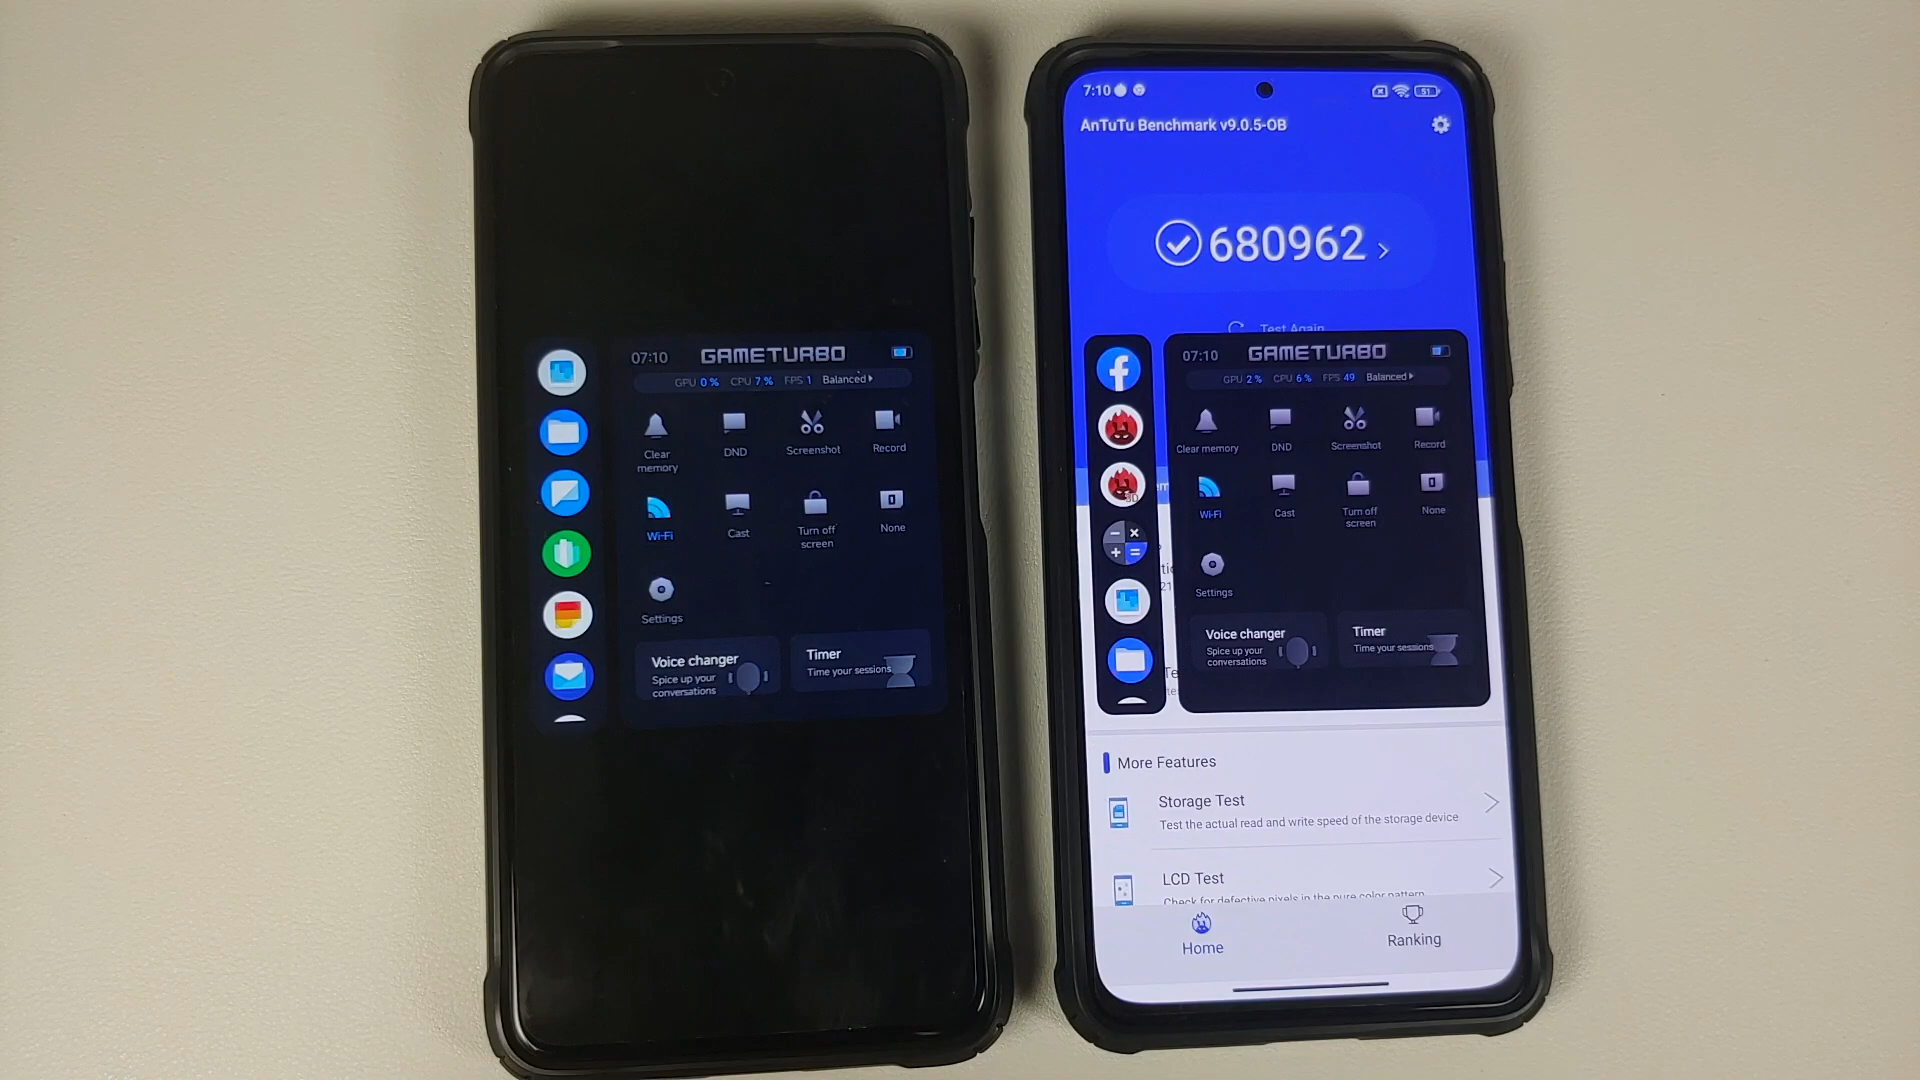 07:10 GAMETURBO
GPU 0 % CPU 7 % FPS 1 Balanced
Clear memory
DND
Screenshot
Record
Wi-Fi
Cast
Turn off screen
None
Settings
Voice changer
Spice up your
conversations
Timer
Time your sessions
7:10
51
AnTuTu Benchmark v9.0.5-OB
680962
Test Again
07:10 GAMETURBO
GPU 2 % CPU 6 % FPS 49 Balanced
Clear memory
DND
Screenshot
Record
Wi-Fi
Cast
Turn off screen
None
Settings
Voice changer
Spice up your
conversations
Timer
Time your sessions
More Features
Storage Test
Test the actual read and write speed of the storage device
LCD Test
Check for defective pixels in the pure color pattern
Home
Ranking